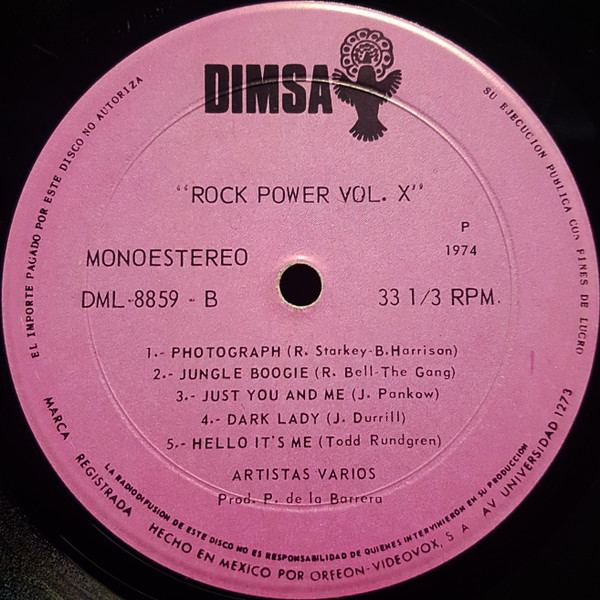 DIMSA
"ROCK POWER VOL. X"
P
1974
MONOESTEREO
DML-8859 - B
33 1/3 RPM.
1.- PHOTOGRAPH (R. Starkey-B. Harrison)
2.- JUNGLE BOOGIE (R. Bell-The Gang)
3.- JUST YOU AND ME (J. Pankow)
4.- DARK LADY (J. Durrill)
5.- HELLO IT'S ME (Todd Rundgren)
ARTISTAS VARIOS
Prod. P. de la Barrera
EL IMPORTE PAGADO POR ESTE DISCO NO AUTORIZA
SU EJECUCION PUBLICA CON FINES DE LUCRO
LA RADIODIFUSION DE ESTE DISCO NO ES RESPONSABILIDAD DE QUIENES INTERVINIERON EN SU PRODUCCION
MARCA REGISTRADA HECHO EN MEXICO POR ORFEON-VIDEOVOX, S A AV UNIVERSIDAD 1273